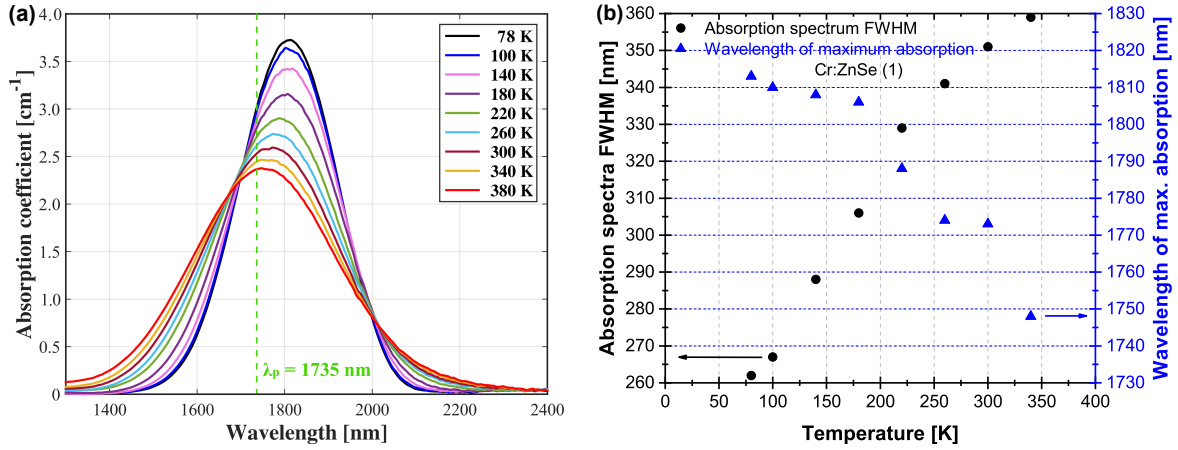 (a)
Absorption coefficient [cm-1]
4.0
3.5
3.0
2.5
2.0
1.5
1.0
0.5
0
78 K
100 K
140 K
180 K
220 K
260 K
300 K
340 K
380 K
λp = 1735 nm
1400 1600 1800 2000 2200 2400
Wavelength [nm]
(b)
Absorption spectra FWHM [nm]
360
350
340
330
320
310
300
290
280
270
260
Absorption spectrum FWHM
Wavelength of maximum absorption
Cr:ZnSe (1)
0 50 100 150 200 250 300 350 400
Temperature [K]
1830
1820
1810
1800
1790
1780
1770
1760
1750
1740
1730
Wavelength of max. absorption [nm]